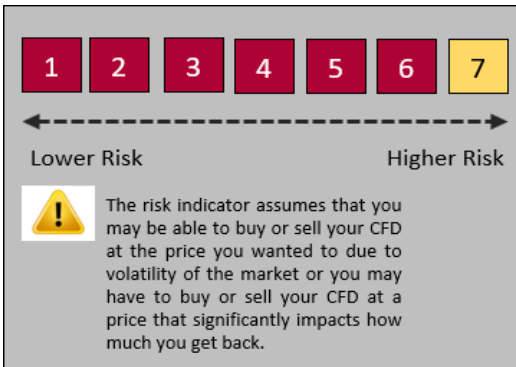 1 2 3 4 5 6 7
Lower Risk Higher Risk
!
The risk indicator assumes that you
may be able to buy or sell your CFD
at the price you wanted to due to
volatility of the market or you may
have to buy or sell your CFD at a
price that significantly impacts how
much you get back.